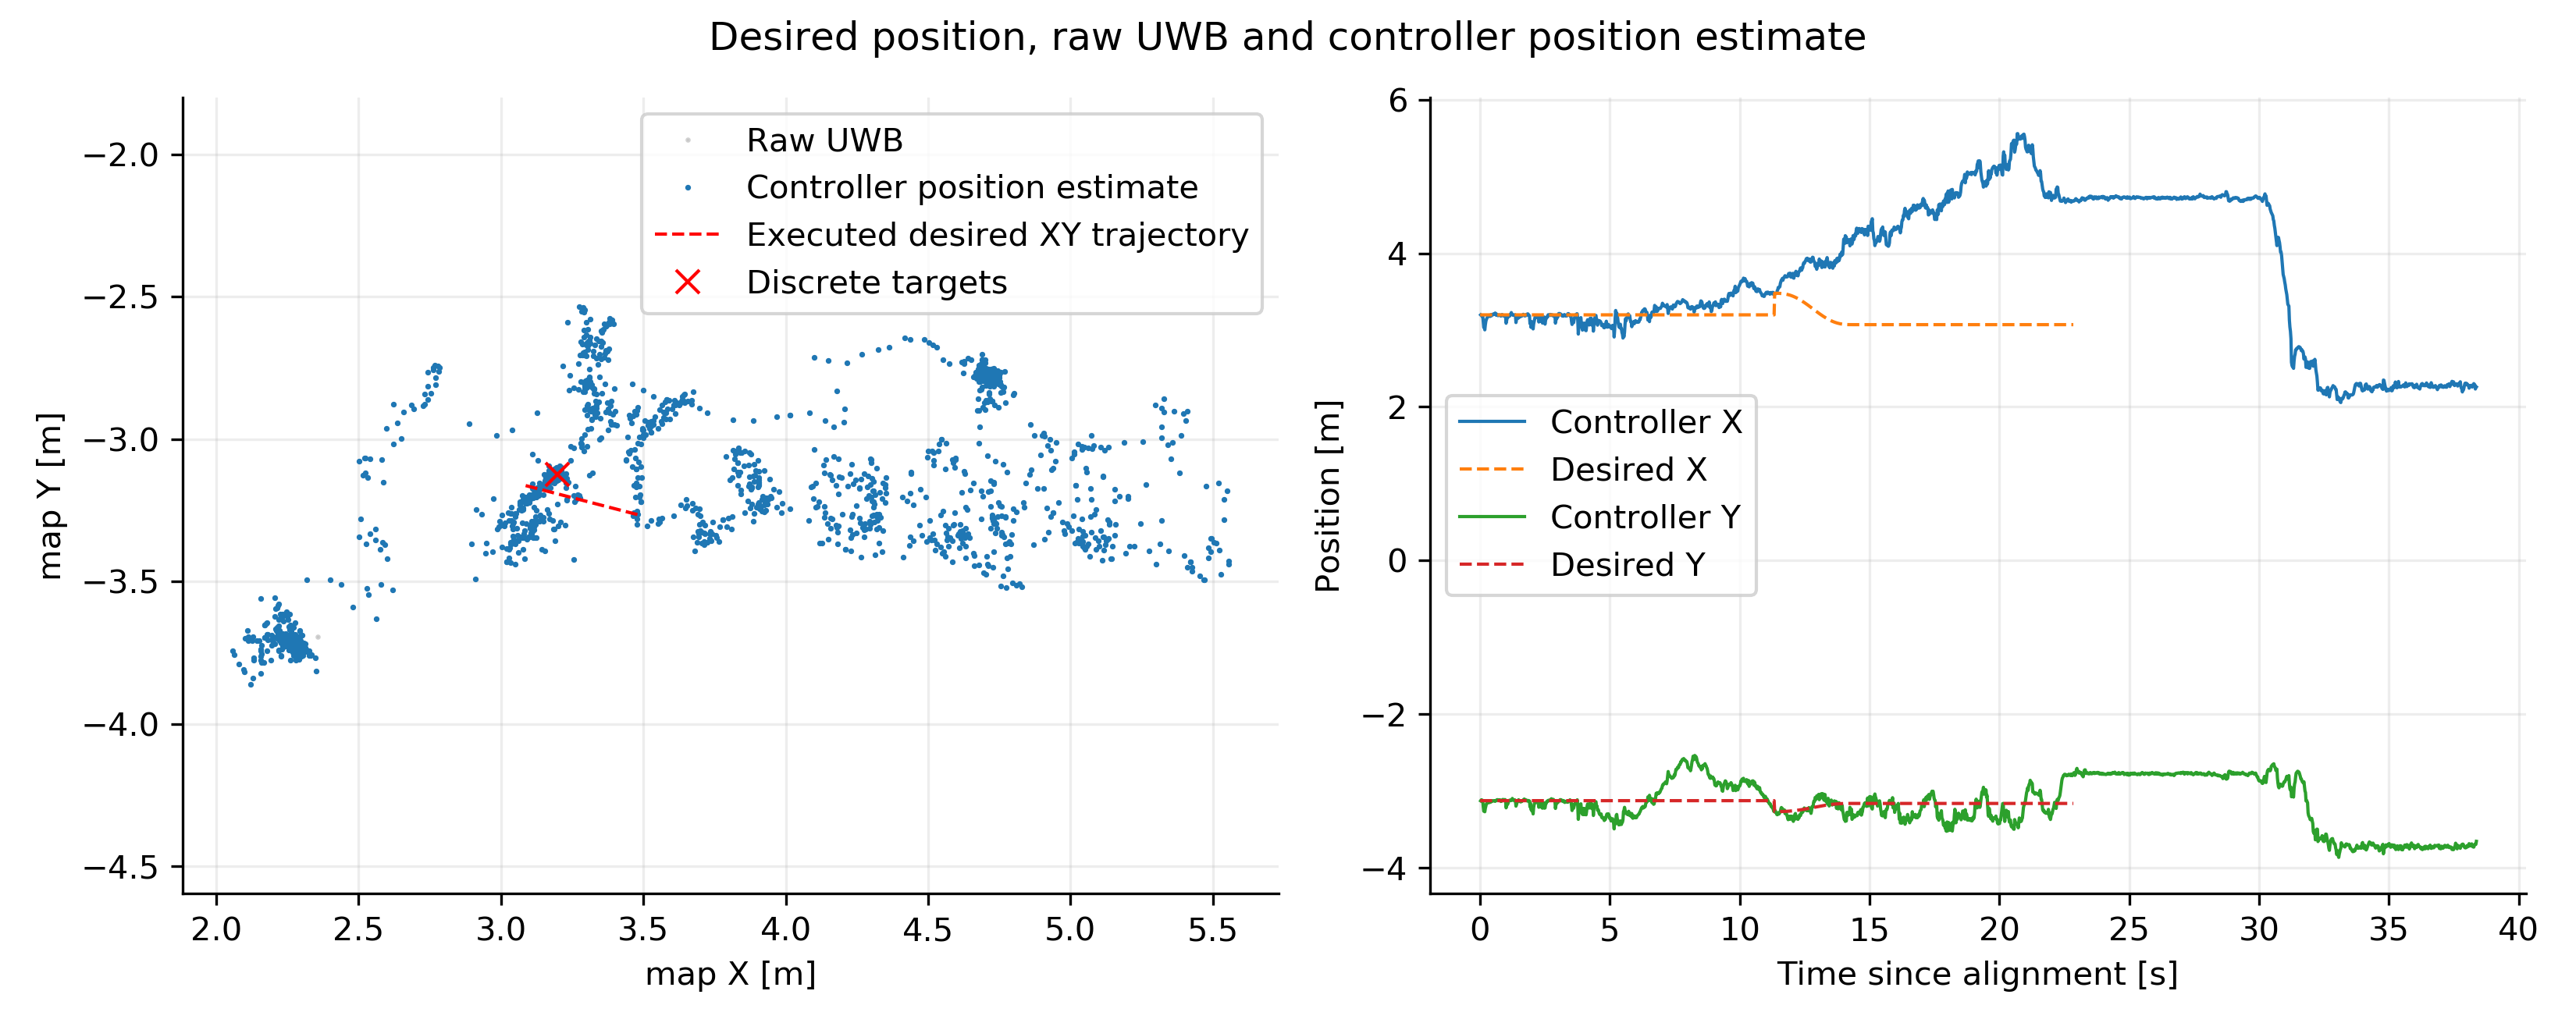 Desired position, raw UWB and controller position estimate
Raw UWB
Controller position estimate
Executed desired XY trajectory
Discrete targets
−2.0
−2.5
−3.0
−3.5
−4.0
−4.5
map Y [m]
2.0 2.5 3.0 3.5 4.0 4.5 5.0 5.5
map X [m]
6
4
2
0
−2
−4
Position [m]
Controller X
Desired X
Controller Y
Desired Y
0 5 10 15 20 25 30 35 40
Time since alignment [s]